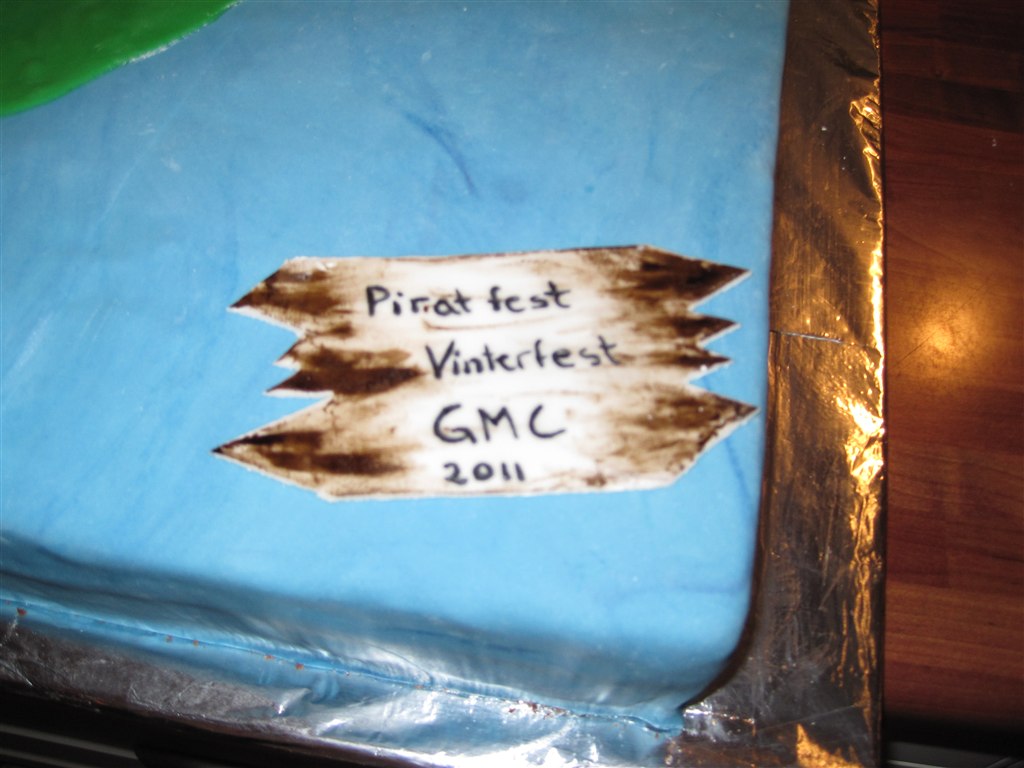 Pirat fest
Vinterfest
GMC
2011